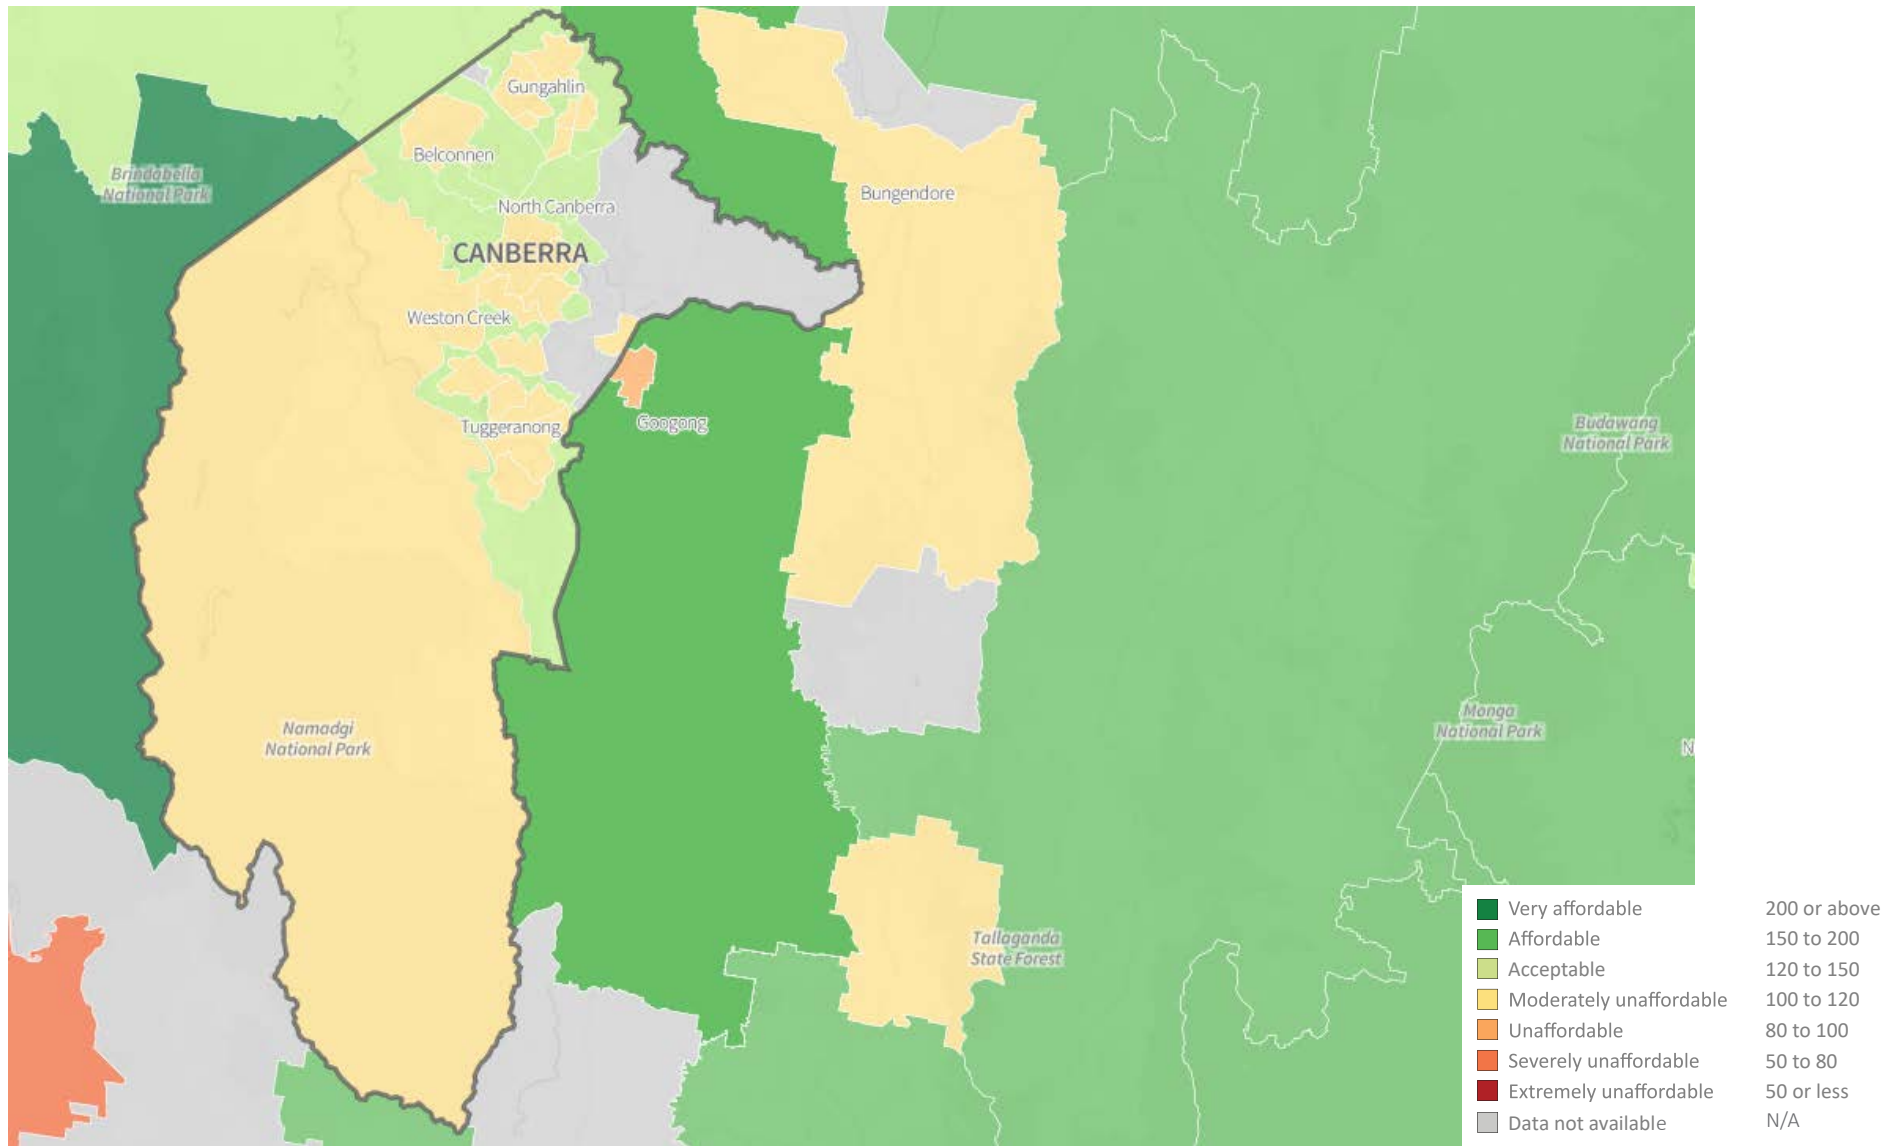 Gungahlin
Belconnen
Brindabella
National Park
Bungendore
North Canberra
CANBERRA
Weston Creek
Googong
Tuggeranong
Budawang
National Park
Monga
National Park
Namadgi
National Park
N
Tallaganda
State Forest
Very affordable 200 or above
Affordable 150 to 200
Acceptable 120 to 150
Moderately unaffordable 100 to 120
Unaffordable 80 to 100
Severely unaffordable 50 to 80
Extremely unaffordable 50 or less
Data not available N/A